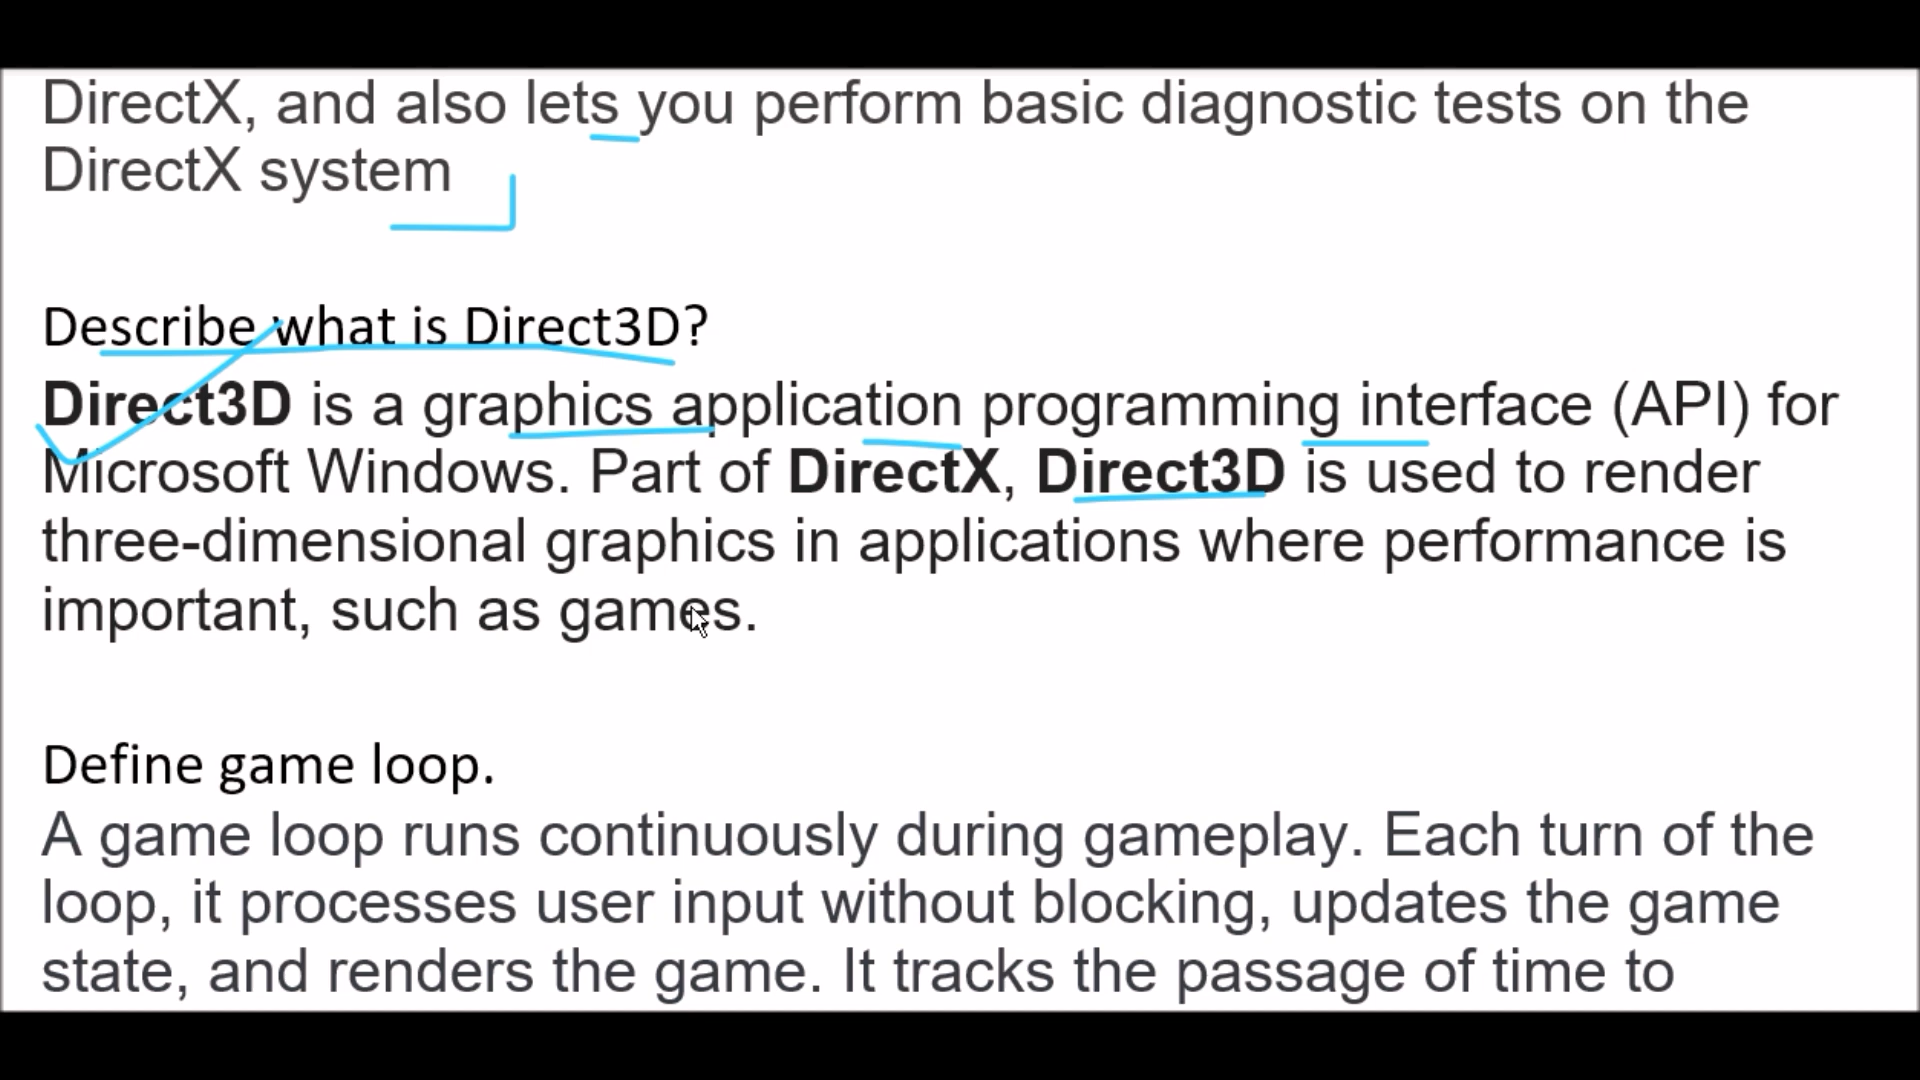 DirectX, and also lets you perform basic diagnostic tests on the
DirectX system
Describe what is Direct3D?
Direct3D is a graphics application programming interface (API) for
Microsoft Windows. Part of DirectX, Direct3D is used to render
three-dimensional graphics in applications where performance is
important, such as games.
Define game loop.
A game loop runs continuously during gameplay. Each turn of the
loop, it processes user input without blocking, updates the game
state, and renders the game. It tracks the passage of time to